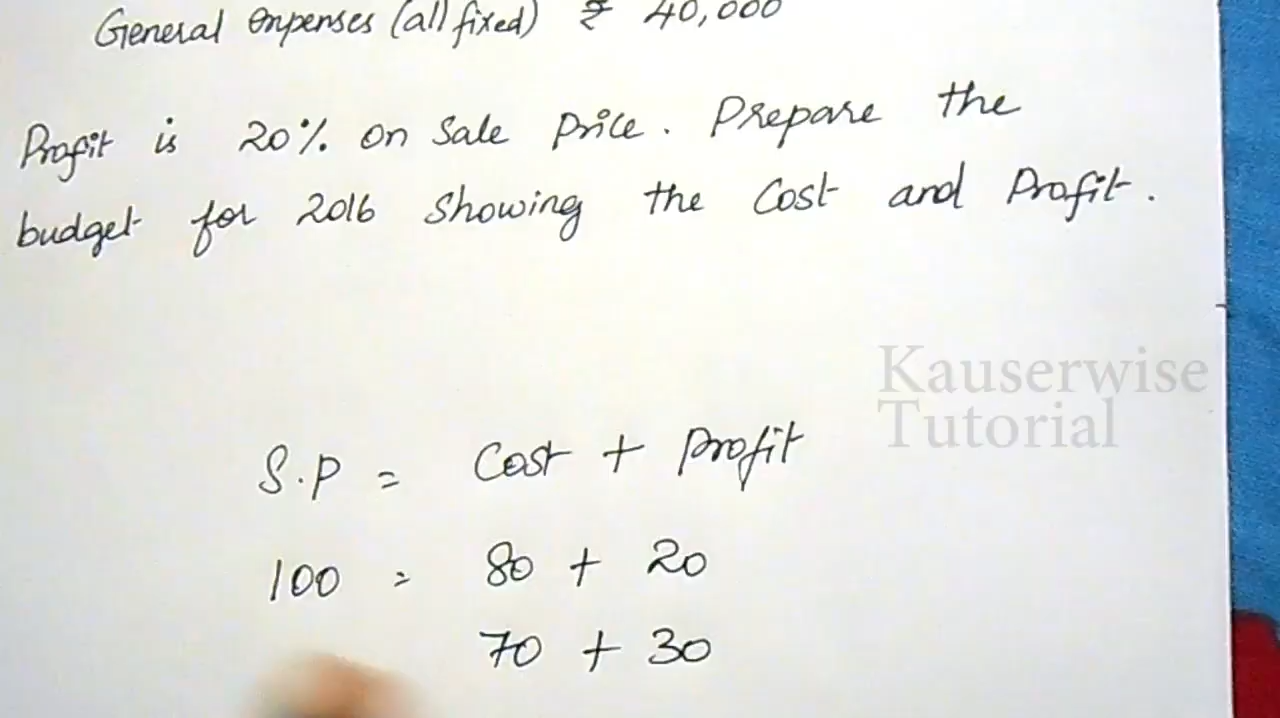 General expenses (all fixed) ₹ 40,000
Profit is 20% on Sale Price. Prepare the
budget for 2016 showing the Cost and Profit.
Kauserwise
Tutorial
S.P = Cost + Profit
100 = 80 + 20
70 + 30